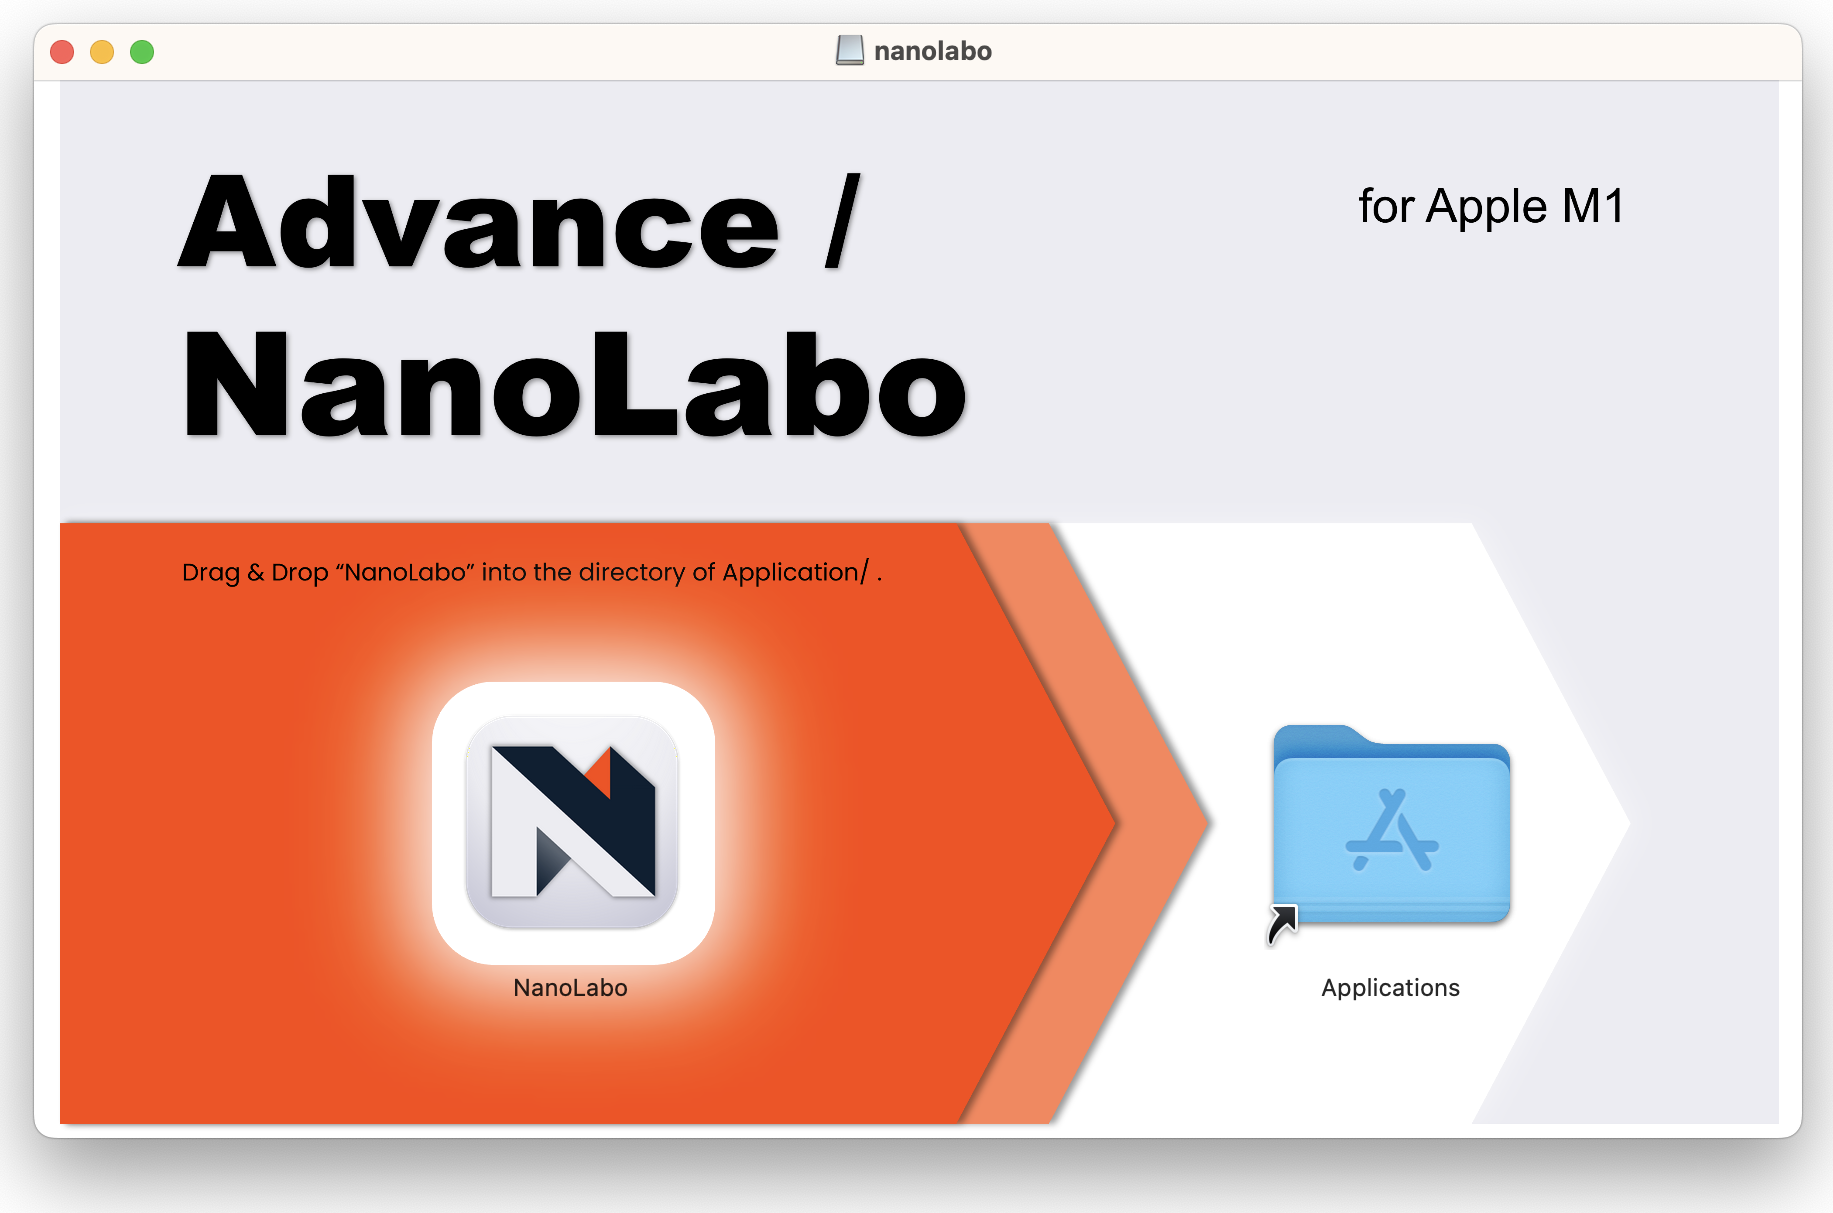 nanolabo
Advance /
for Apple M1
NanoLabo
Drag & Drop “NanoLabo” into the directory of Application/ .
NanoLabo
Applications